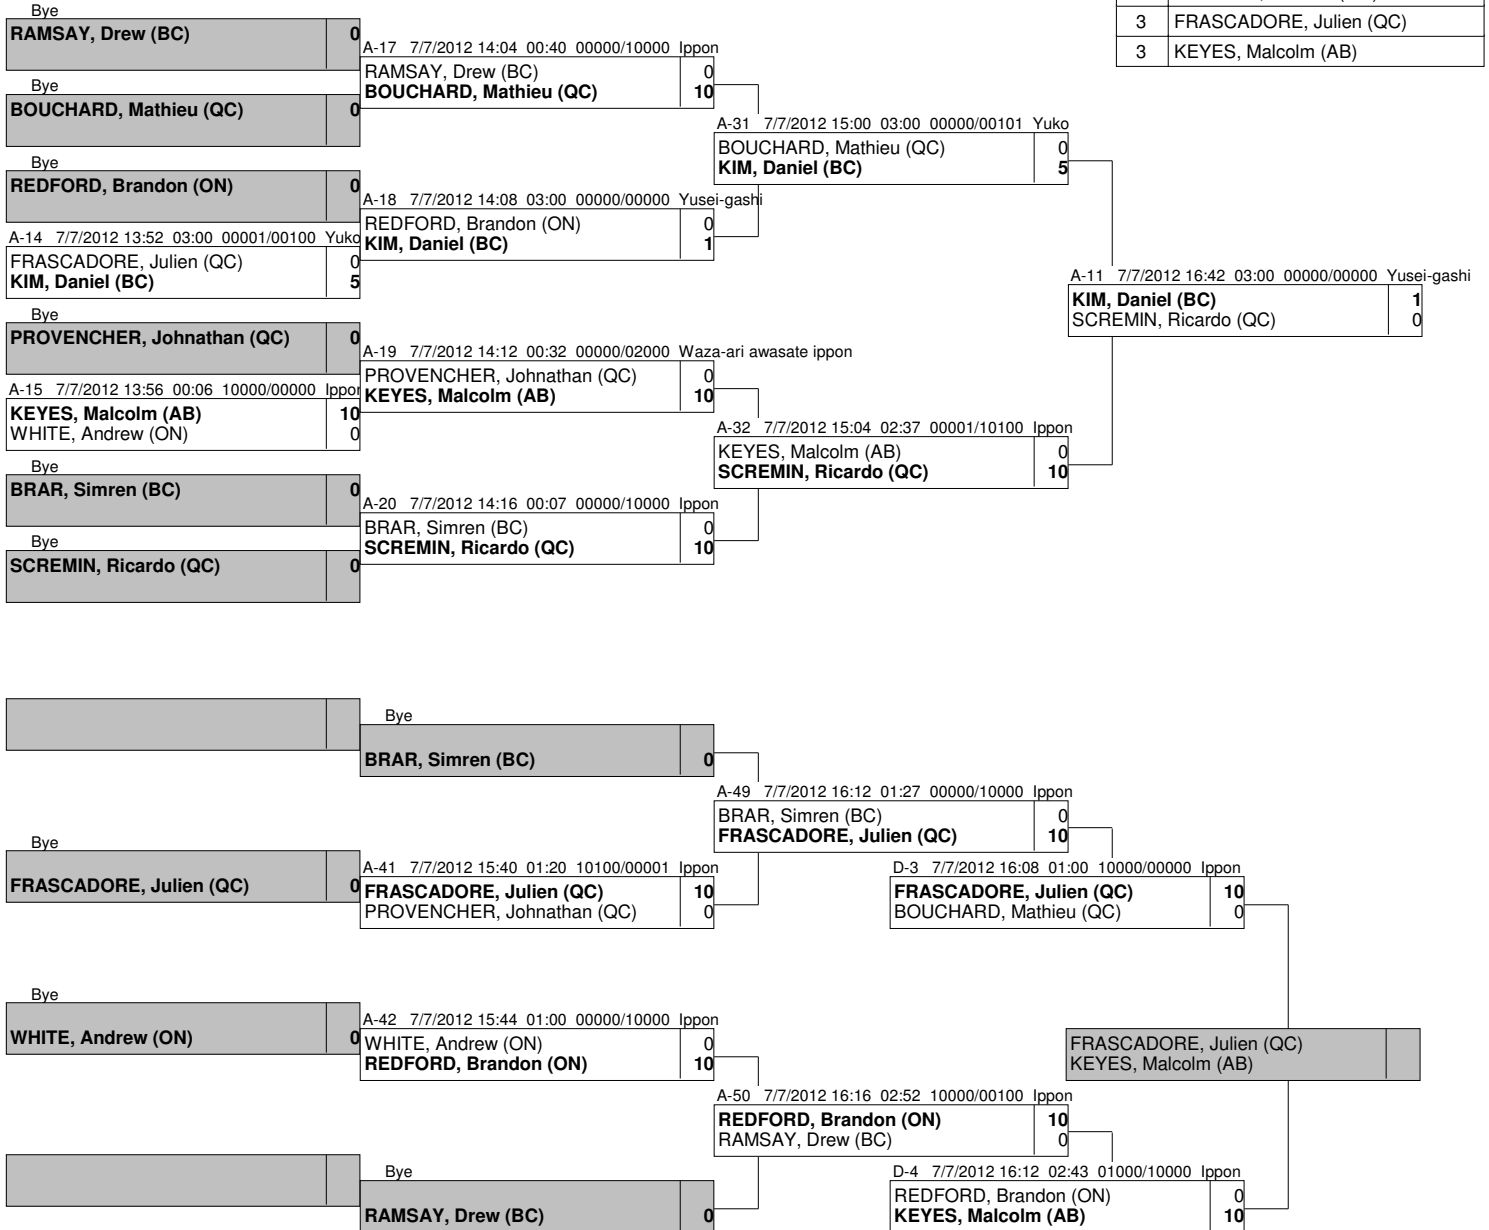 3 FRASCADORE, Julien (QC)
3 KEYES, Malcolm (AB)
Bye
RAMSAY, Drew (BC) 0
Bye
BOUCHARD, Mathieu (QC) 0
Bye
REDFORD, Brandon (ON) 0
A-14 7/7/2012 13:52 03:00 00001/00100 Yuko
FRASCADORE, Julien (QC) 0
KIM, Daniel (BC) 5
Bye
PROVENCHER, Johnathan (QC) 0
A-15 7/7/2012 13:56 00:06 10000/00000 Ippon
KEYES, Malcolm (AB) 10
WHITE, Andrew (ON) 0
Bye
BRAR, Simren (BC) 0
Bye
SCREMIN, Ricardo (QC) 0
A-17 7/7/2012 14:04 00:40 00000/10000 Ippon
RAMSAY, Drew (BC) 0
BOUCHARD, Mathieu (QC) 10
A-18 7/7/2012 14:08 03:00 00000/00000 Yusei-gashi
REDFORD, Brandon (ON) 0
KIM, Daniel (BC) 1
A-19 7/7/2012 14:12 00:32 00000/02000 Waza-ari awasate ippon
PROVENCHER, Johnathan (QC) 0
KEYES, Malcolm (AB) 10
A-20 7/7/2012 14:16 00:07 00000/10000 Ippon
BRAR, Simren (BC) 0
SCREMIN, Ricardo (QC) 10
A-31 7/7/2012 15:00 03:00 00000/00101 Yuko
BOUCHARD, Mathieu (QC) 0
KIM, Daniel (BC) 5
A-32 7/7/2012 15:04 02:37 00001/10100 Ippon
KEYES, Malcolm (AB) 0
SCREMIN, Ricardo (QC) 10
A-11 7/7/2012 16:42 03:00 00000/00000 Yusei-gashi
KIM, Daniel (BC) 1
SCREMIN, Ricardo (QC) 0
Bye
BRAR, Simren (BC) 0
Bye
FRASCADORE, Julien (QC) 0
A-41 7/7/2012 15:40 01:20 10100/00001 Ippon
FRASCADORE, Julien (QC) 10
PROVENCHER, Johnathan (QC) 0
A-49 7/7/2012 16:12 01:27 00000/10000 Ippon
BRAR, Simren (BC) 0
FRASCADORE, Julien (QC) 10
D-3 7/7/2012 16:08 01:00 10000/00000 Ippon
FRASCADORE, Julien (QC) 10
BOUCHARD, Mathieu (QC) 0
Bye
WHITE, Andrew (ON) 0
A-42 7/7/2012 15:44 01:00 00000/10000 Ippon
WHITE, Andrew (ON) 0
REDFORD, Brandon (ON) 10
FRASCADORE, Julien (QC)
KEYES, Malcolm (AB)
A-50 7/7/2012 16:16 02:52 10000/00100 Ippon
REDFORD, Brandon (ON) 10
RAMSAY, Drew (BC) 0
Bye
RAMSAY, Drew (BC) 0
D-4 7/7/2012 16:12 02:43 01000/10000 Ippon
REDFORD, Brandon (ON) 0
KEYES, Malcolm (AB) 10